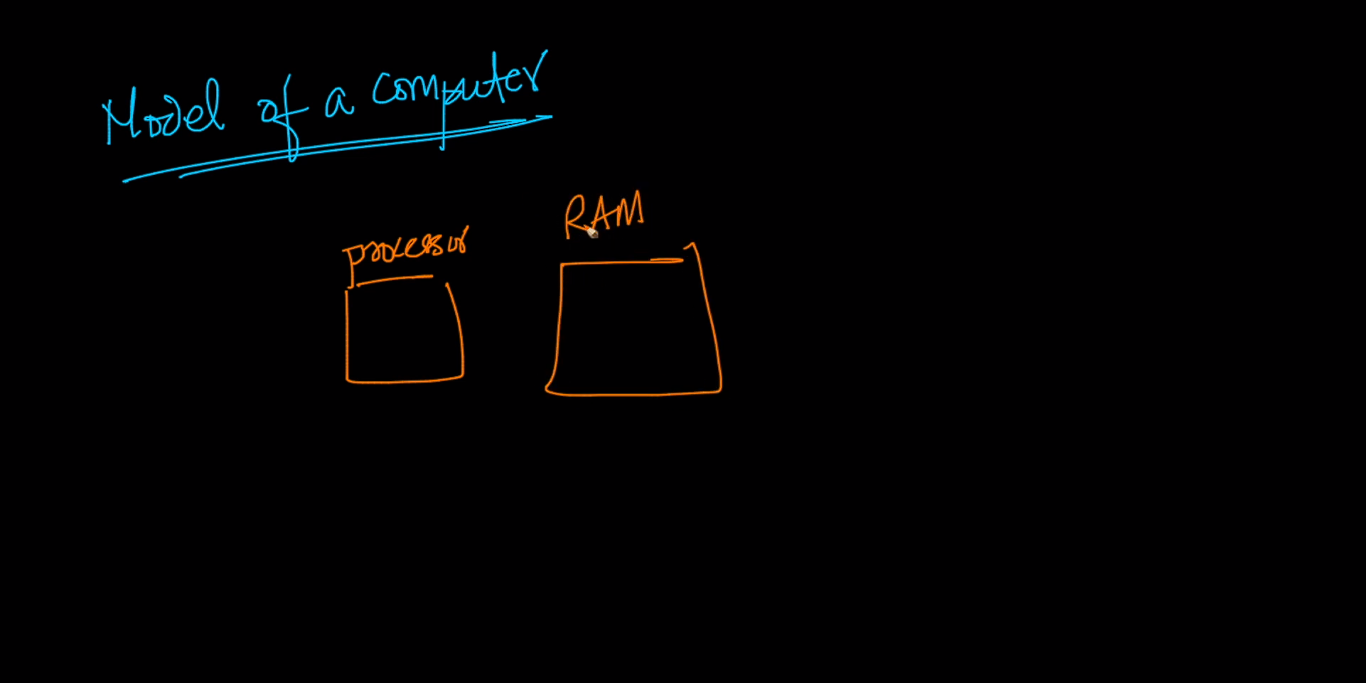 Model of a computer
processor
RAM